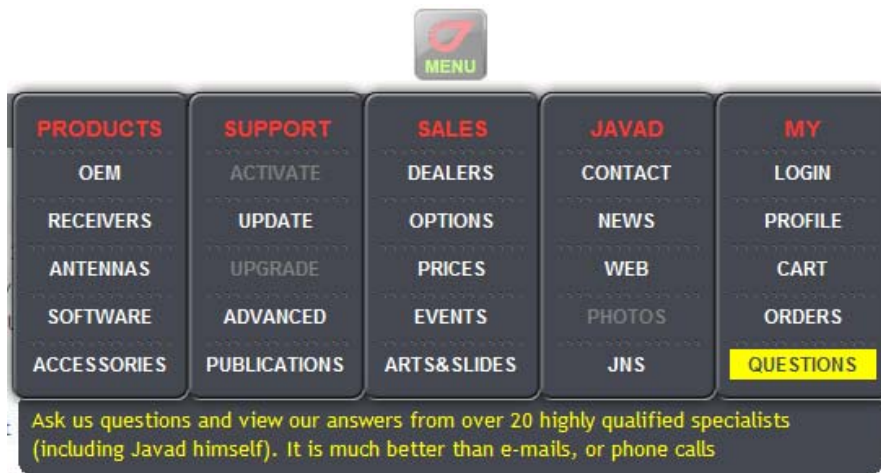 MENU
PRODUCTS SUPPORT SALES JAVAD MY
OEM ACTIVATE DEALERS CONTACT LOGIN
RECEIVERS UPDATE OPTIONS NEWS PROFILE
ANTENNAS UPGRADE PRICES WEB CART
SOFTWARE ADVANCED EVENTS PHOTOS ORDERS
ACCESSORIES PUBLICATIONS ARTS&SLIDES JNS QUESTIONS
Ask us questions and view our answers from over 20 highly qualified specialists
(including Javad himself). It is much better than e-mails, or phone calls